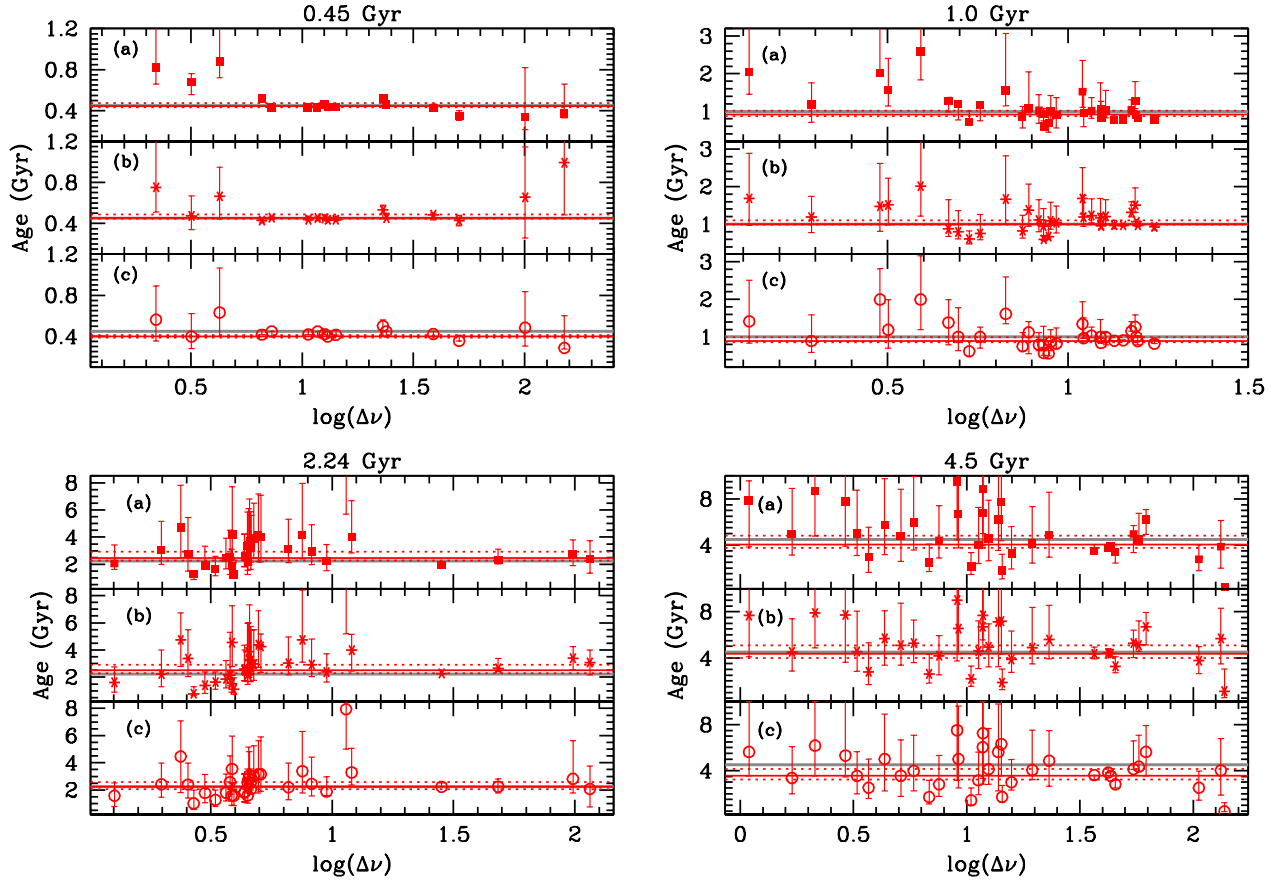 0.45 Gyr
1.0 Gyr
Age (Gyr)
(a)
1.2
0.8
0.4
(b)
1.2
0.8
0.4
(c)
1.2
0.8
0.4
0.5 1 1.5 2
log(Δν)
Age (Gyr)
(a)
3
2
1
(b)
3
2
1
(c)
3
2
1
0.5 1 1.5
log(Δν)
2.24 Gyr
4.5 Gyr
Age (Gyr)
(a)
8
6
4
2
(b)
8
6
4
2
(c)
8
6
4
2
0.5 1 1.5 2
log(Δν)
Age (Gyr)
(a)
8
4
(b)
8
4
(c)
8
4
0 0.5 1 1.5 2
log(Δν)